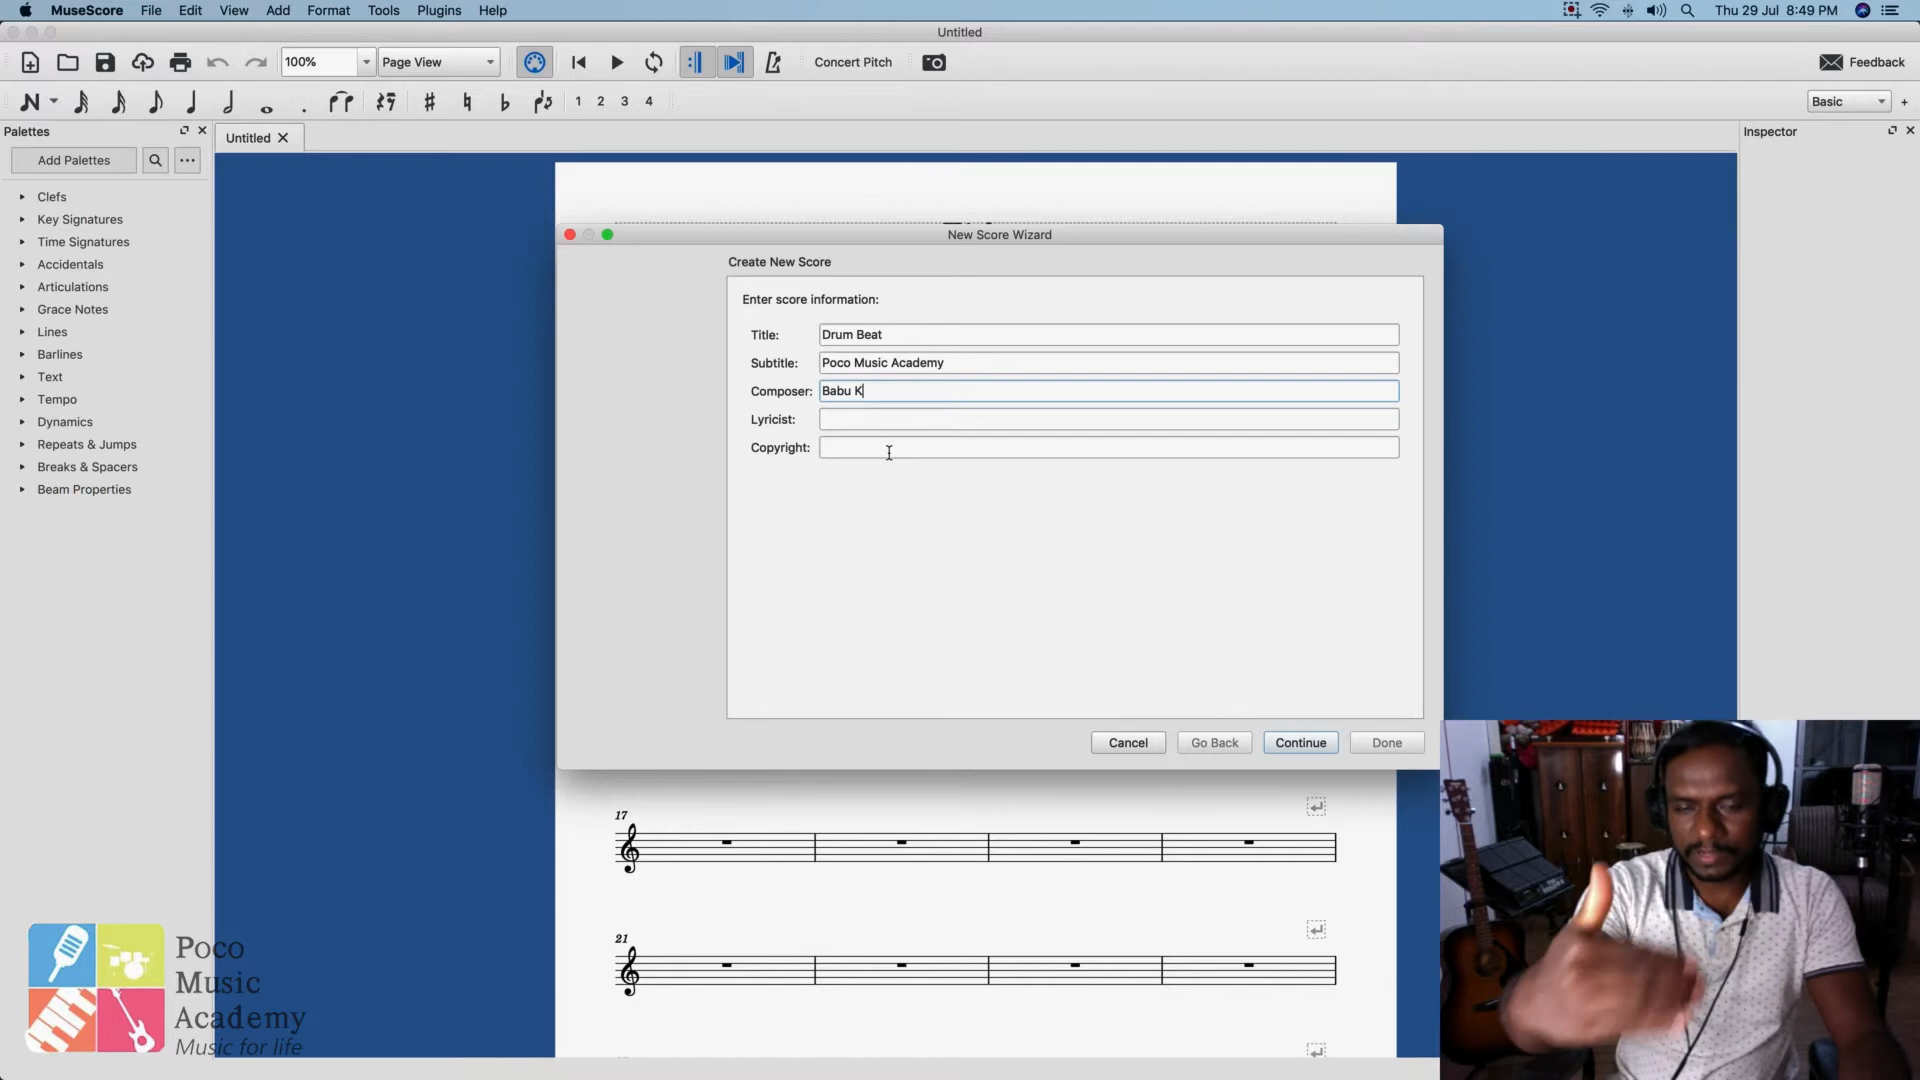 MuseScore File Edit View Add Format Tools Plugins Help Thu 29 Jul 8:49 PM
Untitled
100% Page View Concert Pitch Feedback
1 2 3 4 Basic +
Palettes
Untitled
Inspector
Add Palettes
Clefs
Key Signatures
Time Signatures
Accidentals
Articulations
Grace Notes
Lines
Barlines
Text
Tempo
Dynamics
Repeats & Jumps
Breaks & Spacers
Beam Properties
New Score Wizard
Create New Score
Enter score information:
Title: Drum Beat
Subtitle: Poco Music Academy
Composer: Babu K
Lyricist:
Copyright:
Cancel Go Back Continue Done
17
21
Poco
Music
Academy
Music for life